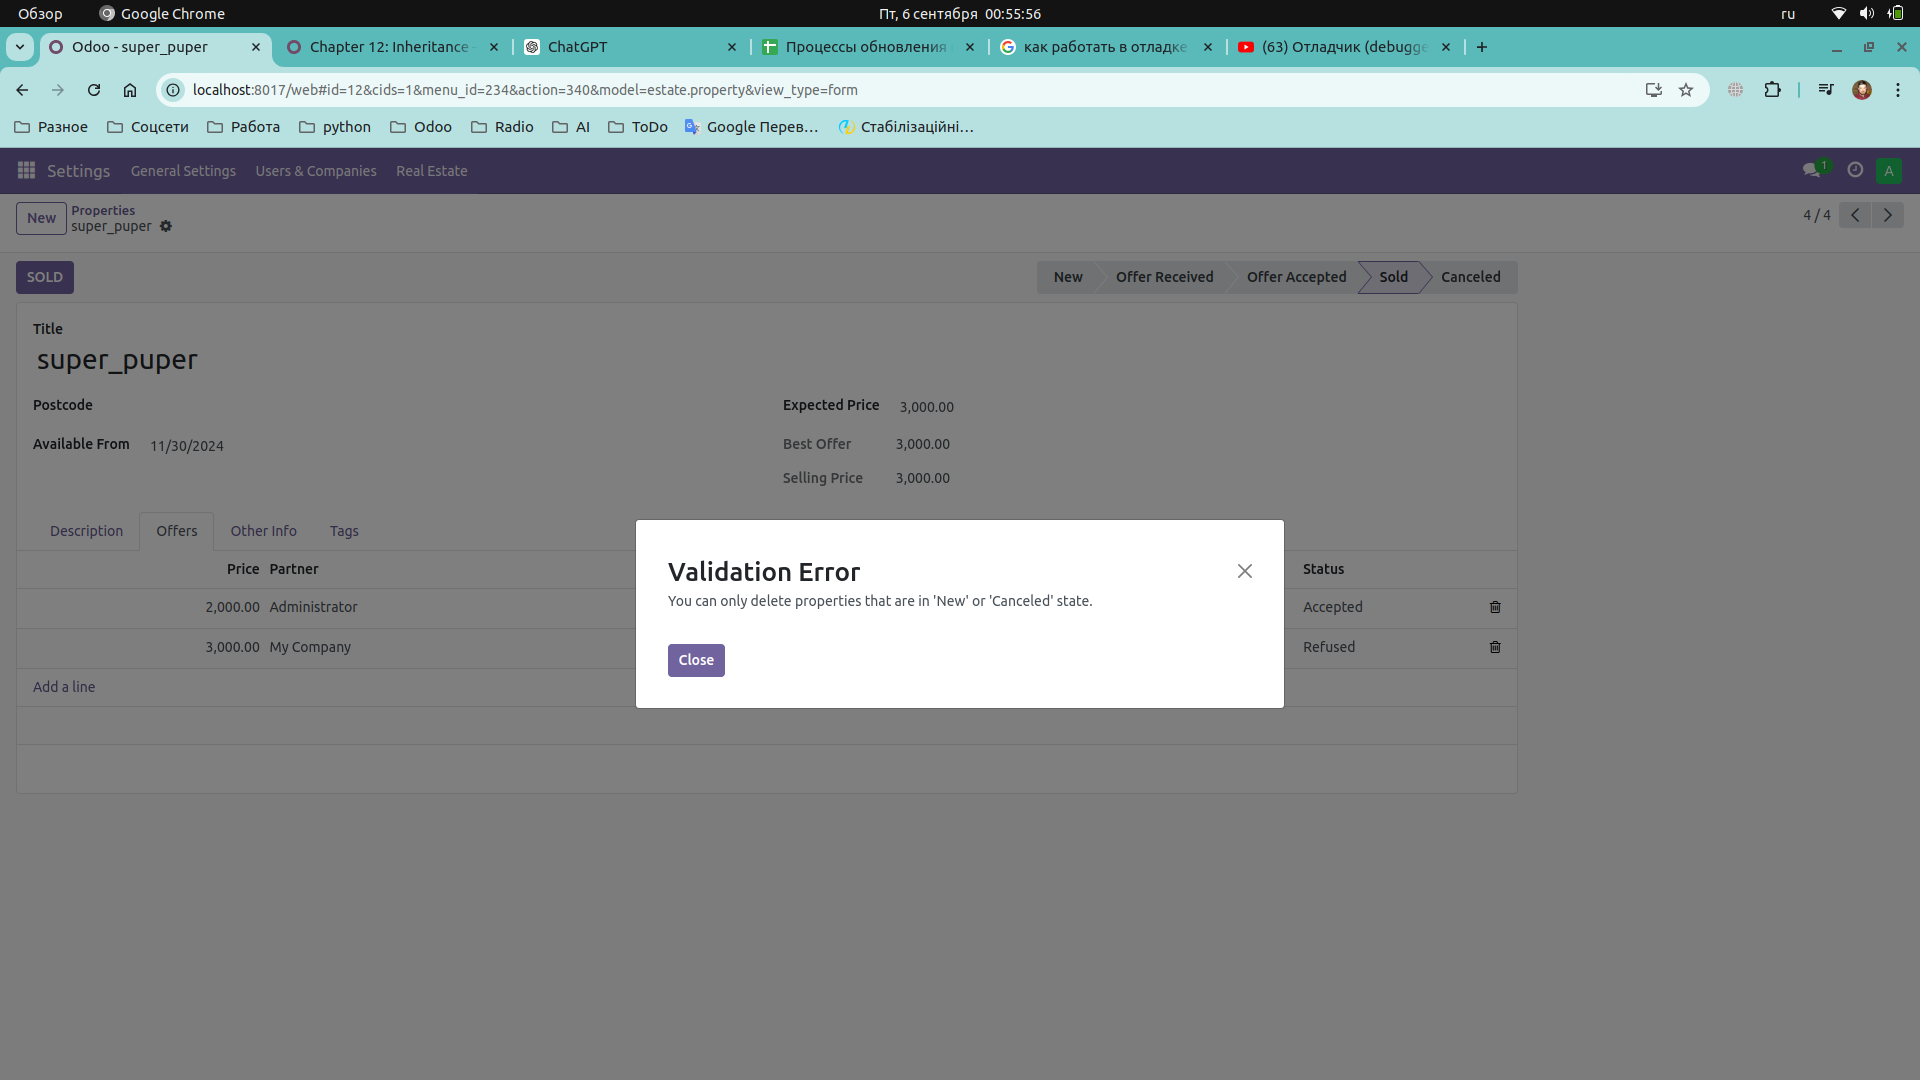 Обзор
Google Chrome
Пт, 6 сентября 00:55:56
ru
Odoo - super_puper
Chapter 12: Inheritance
ChatGPT
Процессы обновления
как работать в отладке
(63) Отладчик (debugge
localhost:8017/web#id=12&cids=1&menu_id=234&action=340&model=estate.property&view_type=form
Разное
Соцсети
Работа
python
Odoo
Radio
AI
ToDo
Google Перев…
Стабілізаційні…
Settings
General Settings
Users & Companies
Real Estate
1
A
New
Properties
super_puper
4 / 4
SOLD
New
Offer Received
Offer Accepted
Sold
Canceled
Title
super_puper
Postcode
Expected Price 3,000.00
Available From 11/30/2024
Best Offer 3,000.00
Selling Price 3,000.00
Description
Offers
Other Info
Tags
Price Partner
Status
2,000.00 Administrator
Accepted
3,000.00 My Company
Refused
Add a line
Validation Error
You can only delete properties that are in 'New' or 'Canceled' state.
Close